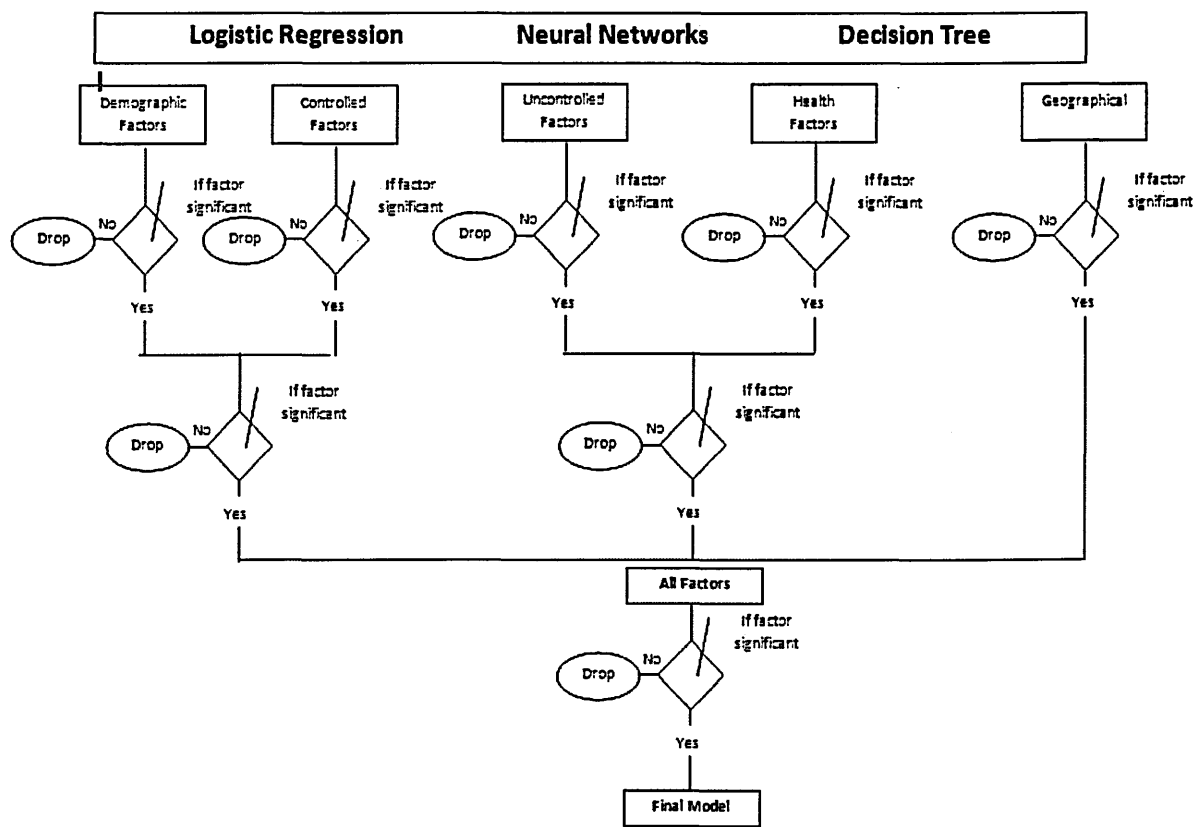 Logistic Regression Neural Networks Decision Tree
Demographic
Factors
Controlled
Factors
Uncontrolled
Factors
Health
Factors
Geographical
If factor
significant
If factor
significant
If factor
significant
If factor
significant
If factor
significant
No
Drop
No
Drop
No
Drop
No
Drop
No
Drop
Yes
Yes
Yes
Yes
Yes
If factor
significant
If factor
significant
No
Drop
No
Drop
Yes
Yes
All Factors
If factor
significant
No
Drop
Yes
Final Model